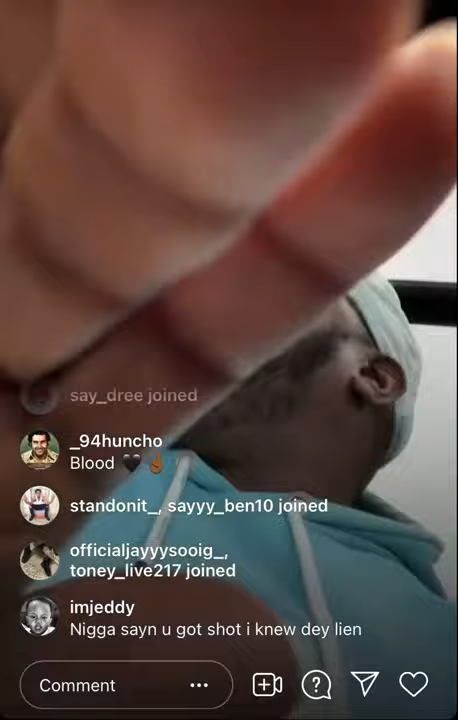 say_dree joined
_94huncho
Blood 🖤🤞🏾
standonit_, sayyy_ben10 joined
officialjayyysooig_,
toney_live217 joined
imjeddy
Nigga sayn u got shot i knew dey lien
Comment